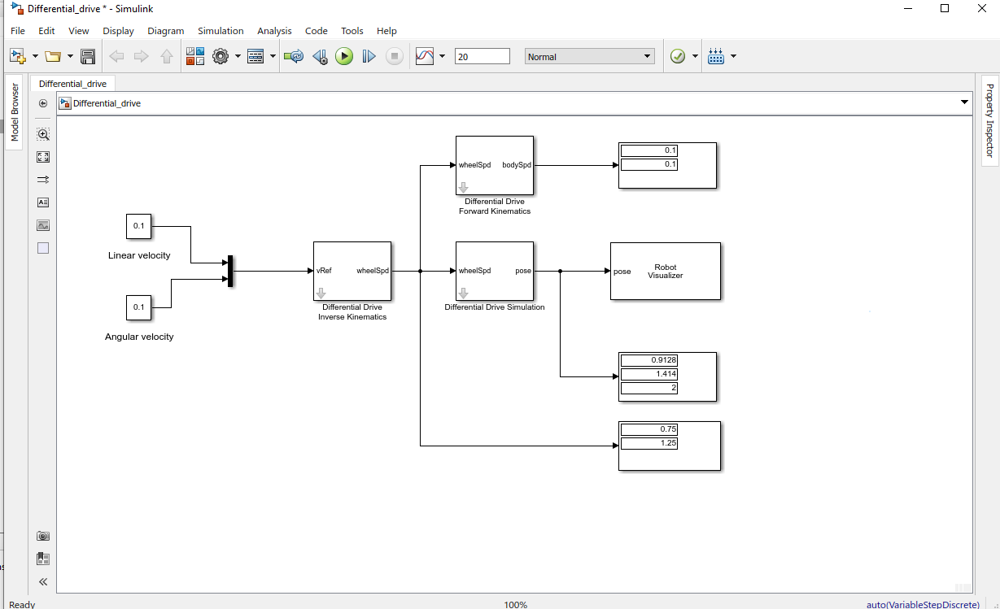 Differential_drive * - Simulink
File Edit View Display Diagram Simulation Analysis Code Tools Help
20
Normal
Differential_drive
Differential_drive
Model Browser
Property Inspector
0.1
Linear velocity
0.1
Angular velocity
vRef wheelSpd
Differential Drive
Inverse Kinematics
wheelSpd bodySpd
Differential Drive
Forward Kinematics
0.1
0.1
wheelSpd pose
Differential Drive Simulation
pose
Robot
Visualizer
0.9128
1.414
2
0.75
1.25
Ready 100% auto(VariableStepDiscrete)